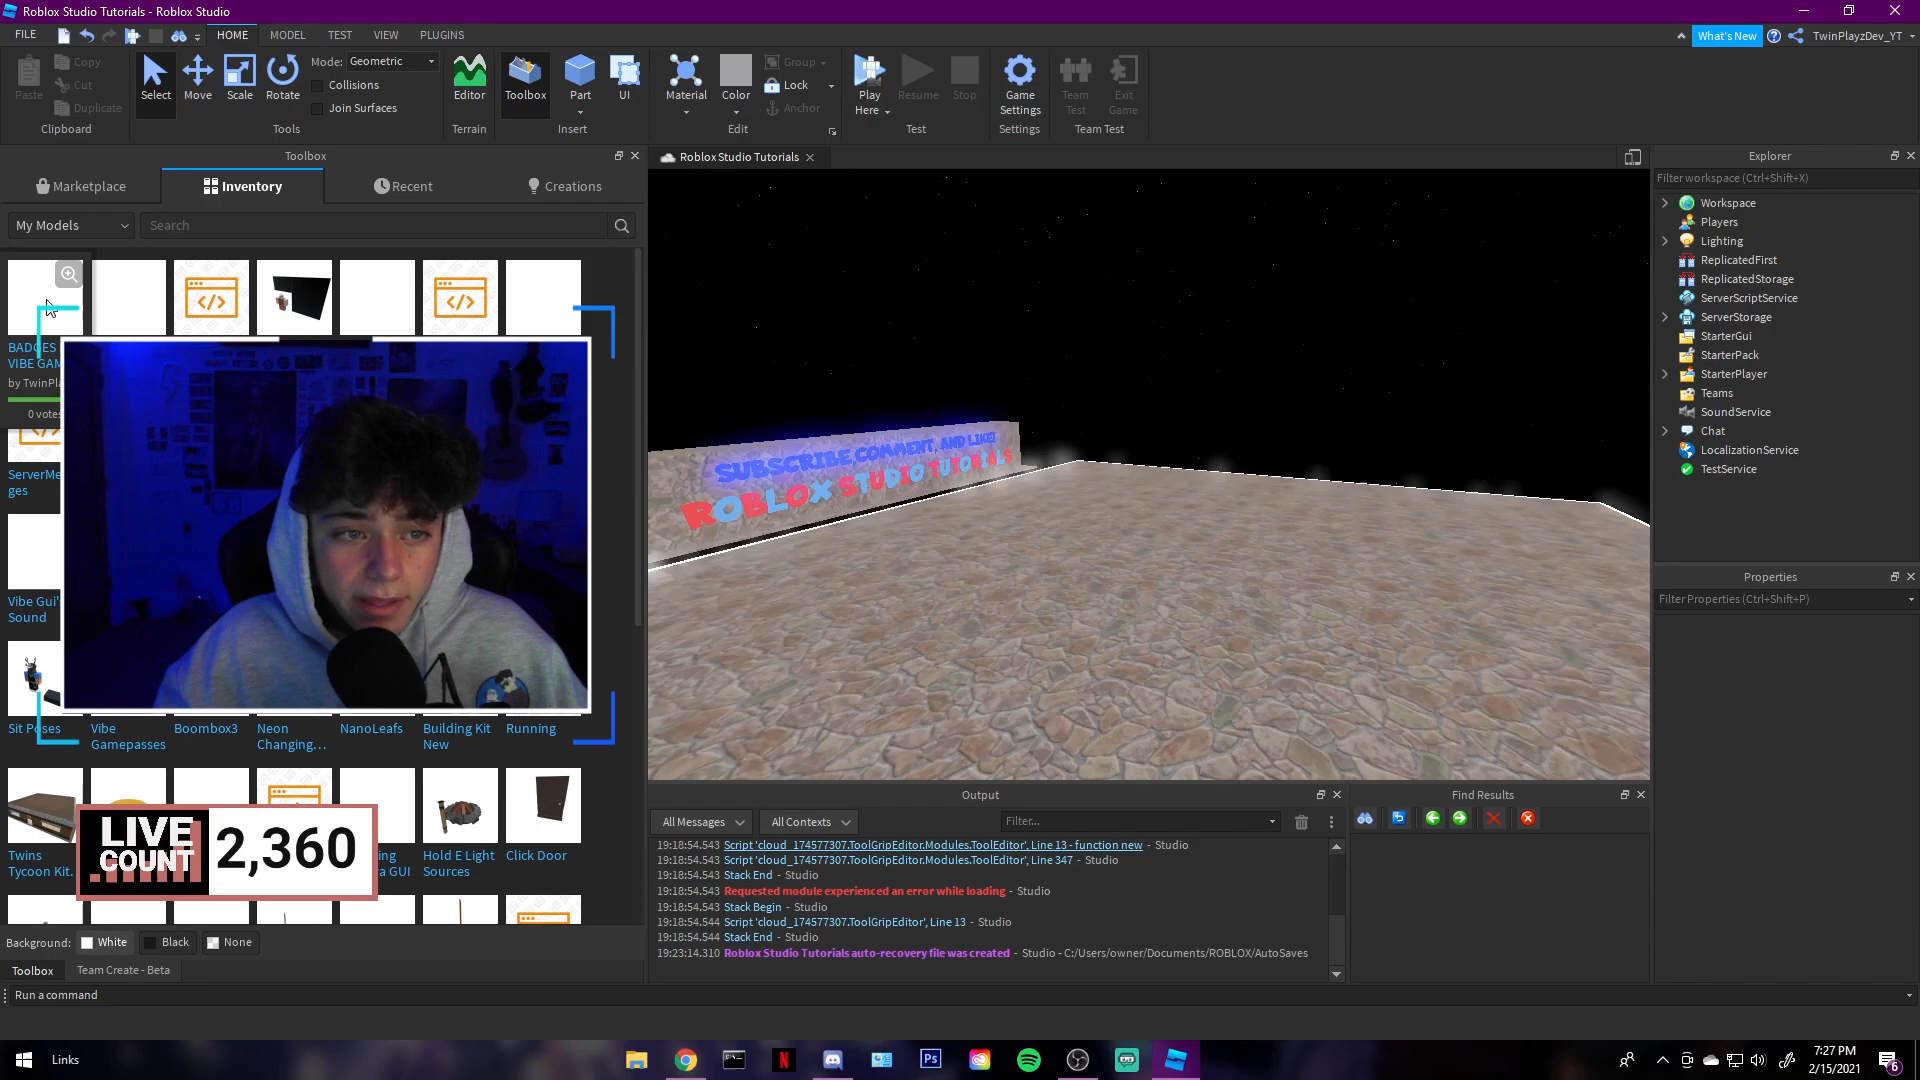 Roblox Studio Tutorials - Roblox Studio
FILE HOME MODEL TEST VIEW PLUGINS What's New TwinPlayzDev_YT
Paste Copy Cut Duplicate Clipboard
Select Move Scale Rotate Mode: Geometric Collisions Join Surfaces Tools
Editor Terrain
Toolbox Part UI Insert
Material Color Group Lock Anchor Edit
Play Here Resume Stop Test
Game Settings Settings
Team Test Exit Game Team Test
Toolbox
Marketplace Inventory Recent Creations
My Models Search
BADGES
VIBE GAM
by TwinPla
0 votes
ServerMe
ges
Vibe Gui's
Sound
Sit Poses
Vibe
Gamepasses
Boombox3
Neon
Changing...
NanoLeafs
Building Kit
New
Running
Twins
Tycoon Kit.
Hold E Light
Sources
Click Door
LIVE
COUNT
2,360
Background: White Black None
Toolbox Team Create - Beta
Run a command
Roblox Studio Tutorials
SUBSCRIBE,COMMENT, AND LIKE!
ROBLOX STUDIO TUTORIALS
Output
All Messages All Contexts Filter...
19:18:54.543 Script 'cloud_174577307.ToolGripEditor.Modules.ToolEditor', Line 13 - function new - Studio
19:18:54.543 Script 'cloud_174577307.ToolGripEditor.Modules.ToolEditor', Line 347 - Studio
19:18:54.543 Stack End - Studio
19:18:54.543 Requested module experienced an error while loading - Studio
19:18:54.543 Stack Begin - Studio
19:18:54.544 Script 'cloud_174577307.ToolGripEditor', Line 13 - Studio
19:18:54.544 Stack End - Studio
19:23:14.310 Roblox Studio Tutorials auto-recovery file was created - Studio - C:/Users/owner/Documents/ROBLOX/AutoSaves
Find Results
Explorer
Filter workspace (Ctrl+Shift+X)
Workspace
Players
Lighting
ReplicatedFirst
ReplicatedStorage
ServerScriptService
ServerStorage
StarterGui
StarterPack
StarterPlayer
Teams
SoundService
Chat
LocalizationService
TestService
Properties
Filter Properties (Ctrl+Shift+P)
Links
N
Ps
7:27 PM
2/15/2021
6